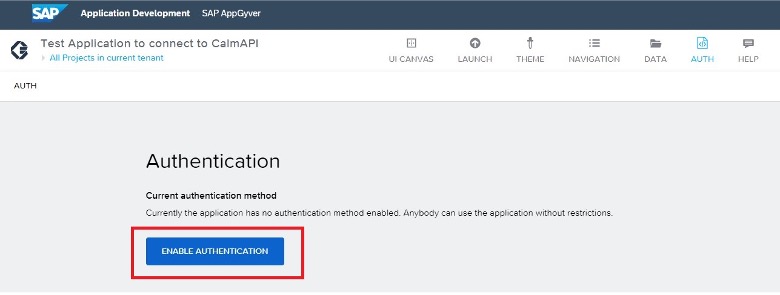 SAP Application Development SAP AppGyver
Test Application to connect to CalmAPI
All Projects in current tenant
UI CANVAS LAUNCH THEME NAVIGATION DATA AUTH HELP
AUTH
Authentication
Current authentication method
Currently the application has no authentication method enabled. Anybody can use the application without restrictions.
ENABLE AUTHENTICATION